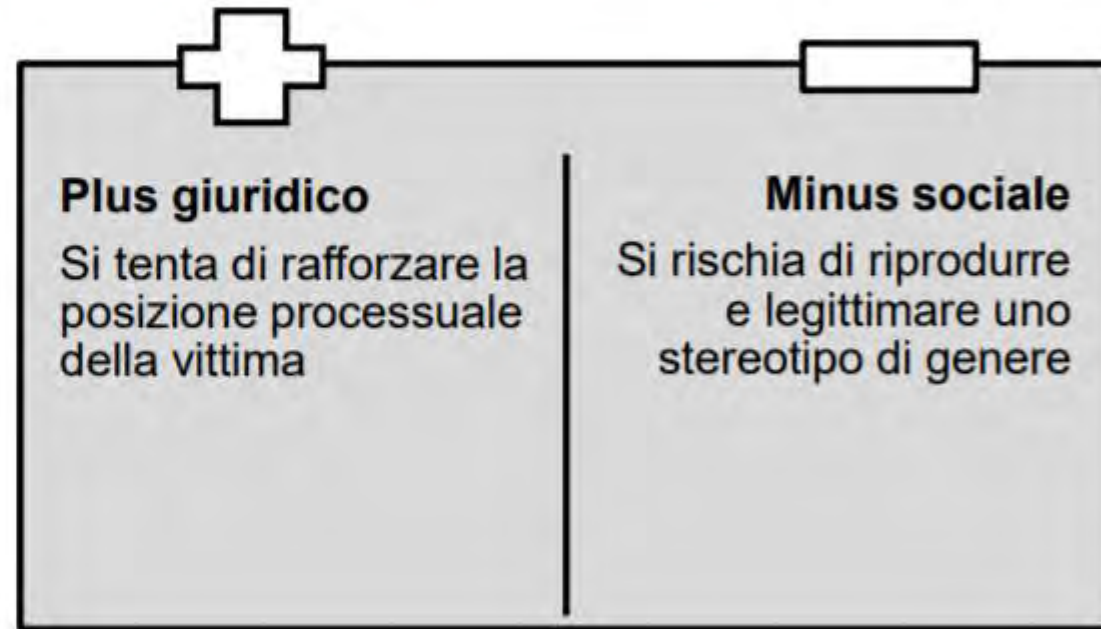 Plus giuridico
Si tenta di rafforzare la
posizione processuale
della vittima
Minus sociale
Si rischia di riprodurre
e legittimare uno
stereotipo di genere